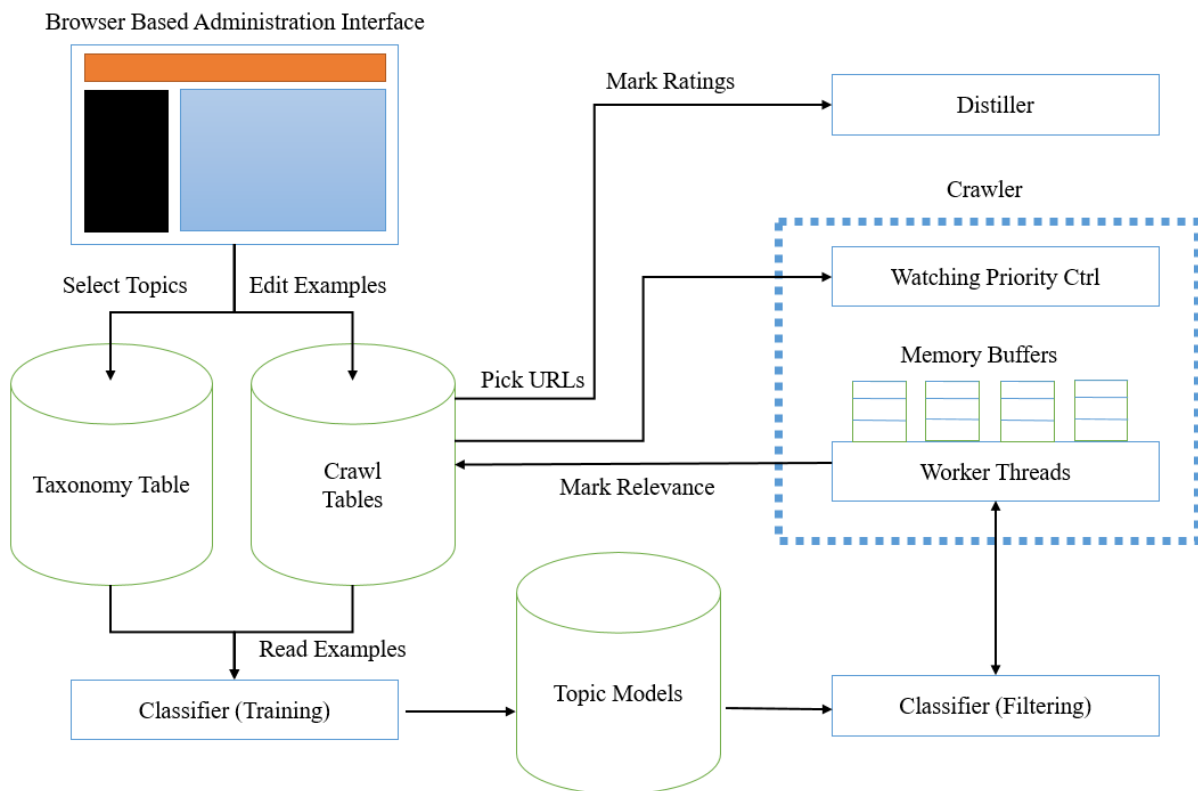 Browser Based Administration Interface
Mark Ratings
Distiller
Crawler
Select Topics
Edit Examples
Watching Priority Ctrl
Memory Buffers
Pick URLs
Taxonomy Table
Crawl
Tables
Worker Threads
Mark Relevance
Read Examples
Topic Models
Classifier (Training)
Classifier (Filtering)